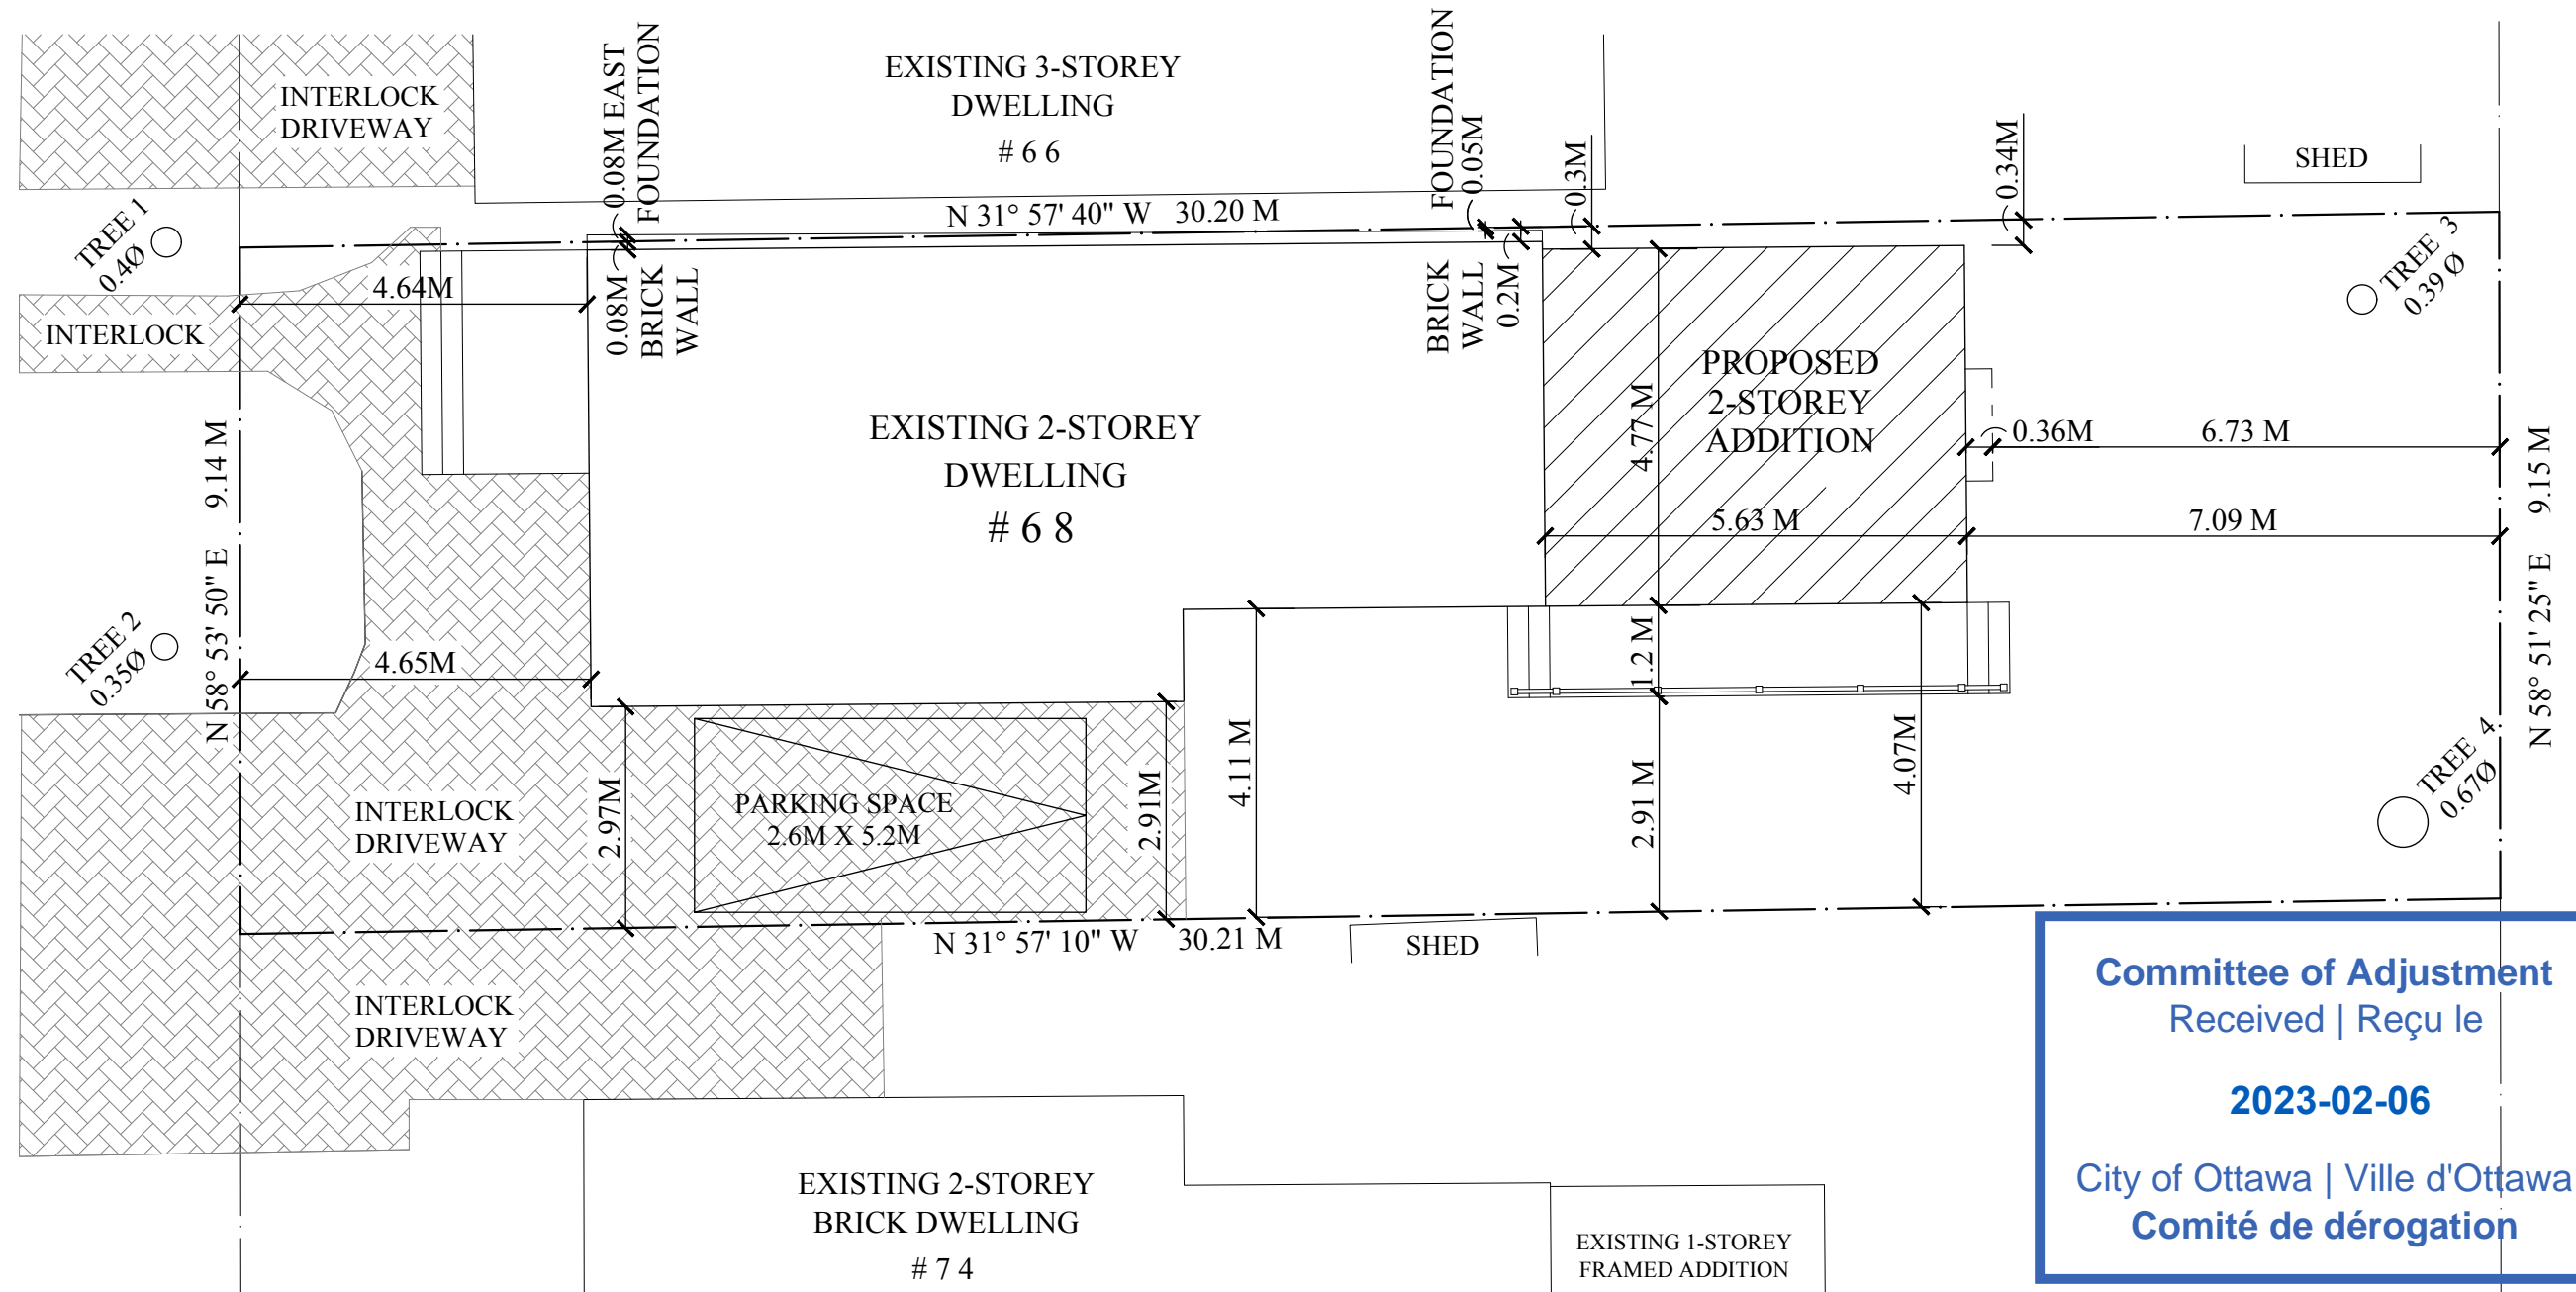 INTERLOCK
DRIVEWAY
0.08M EAST
FOUNDATION
EXISTING 3-STOREY
DWELLING
# 6 6
FOUNDATION
0.05M
0.3M
0.34M
SHED
TREE 1
0.4Ø
N 31° 57' 40" W 30.20 M
TREE 3
0.39 Ø
INTERLOCK
4.64M
0.08M
BRICK
WALL
BRICK
WALL
0.2M
PROPOSED
2-STOREY
ADDITION
4.77 M
0.36M
6.73 M
EXISTING 2-STOREY
DWELLING
# 6 8
5.63 M
7.09 M
N 58° 53' 50" E 9.14 M
N 58° 51' 25" E 9.15 M
TREE 2
0.35Ø
4.65M
1.2 M
2.97M
PARKING SPACE
2.6M X 5.2M
2.91M
4.11 M
2.91 M
4.07M
TREE 4
0.67Ø
INTERLOCK
DRIVEWAY
N 31° 57' 10" W 30.21 M
SHED
INTERLOCK
DRIVEWAY
EXISTING 2-STOREY
BRICK DWELLING
# 7 4
EXISTING 1-STOREY
FRAMED ADDITION
Committee of Adjustment
Received | Reçu le
2023-02-06
City of Ottawa | Ville d'Ottawa
Comité de dérogation